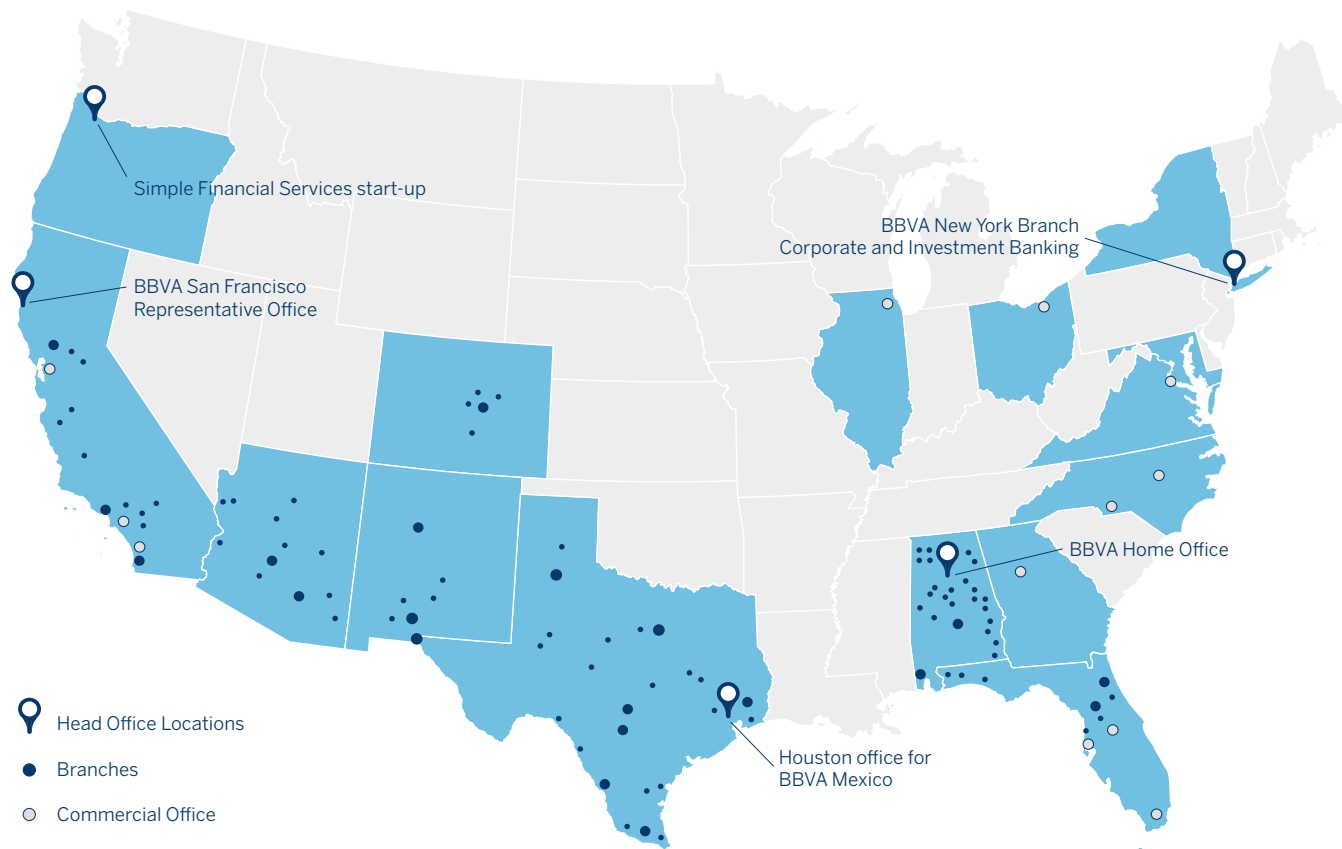 Simple Financial Services start-up
BBVA New York Branch
Corporate and Investment Banking
BBVA San Francisco
Representative Office
BBVA Home Office
Houston office for
BBVA Mexico
Head Office Locations
Branches
Commercial Office